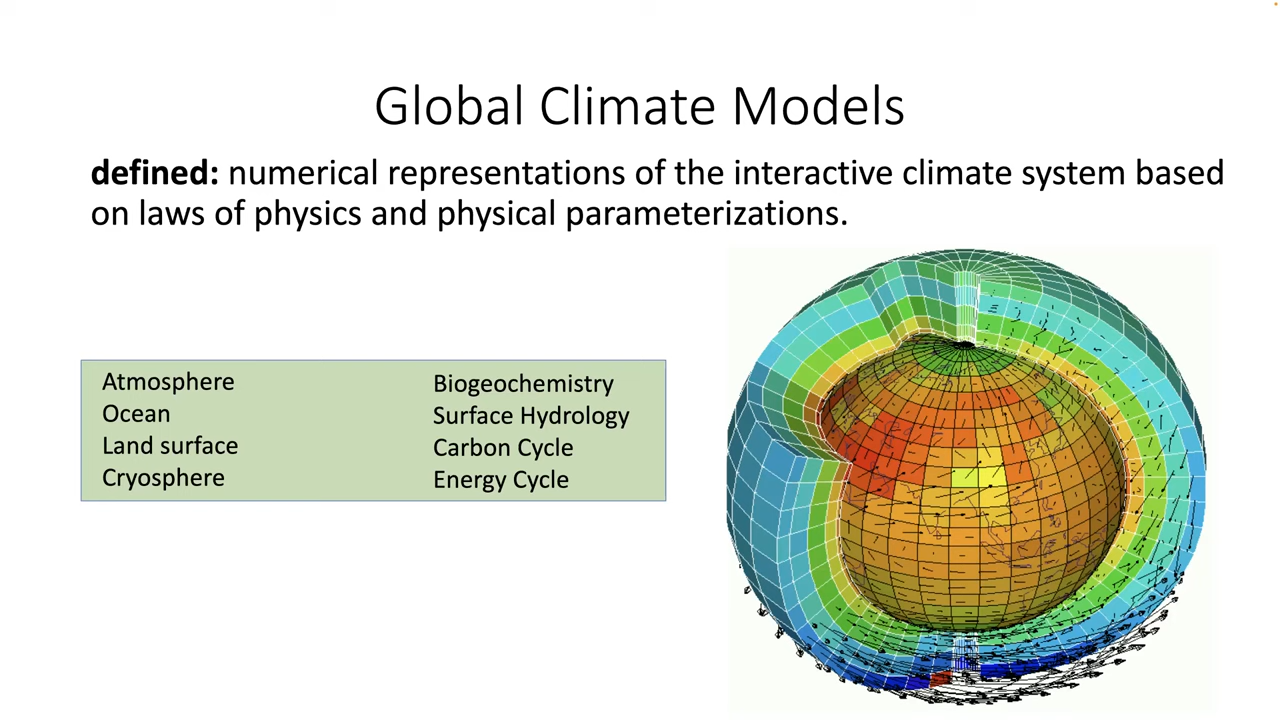 Global Climate Models
defined: numerical representations of the interactive climate system based
on laws of physics and physical parameterizations.
Atmosphere
Ocean
Land surface
Cryosphere
Biogeochemistry
Surface Hydrology
Carbon Cycle
Energy Cycle